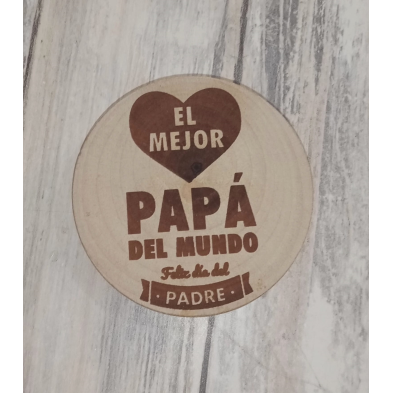 EL
MEJOR
PAPÁ
DEL MUNDO
Feliz día del
· PADRE ·